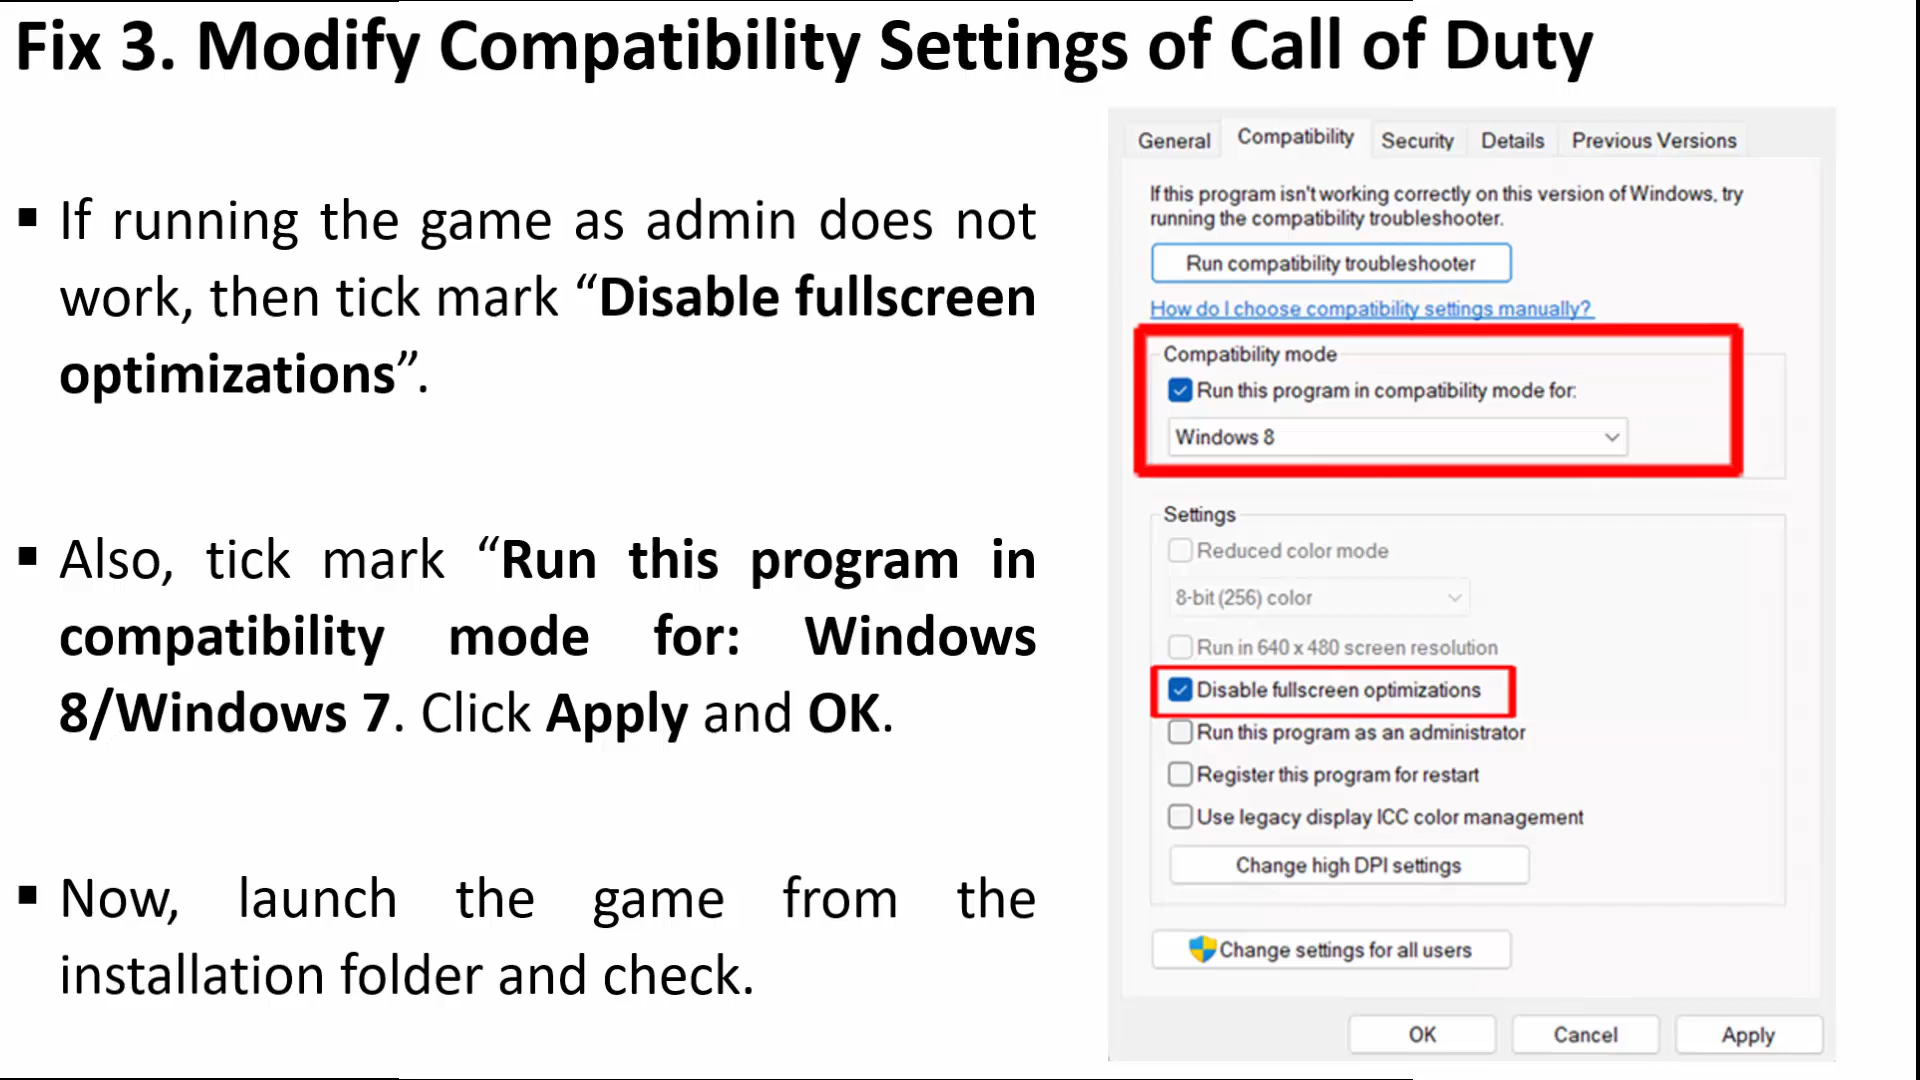 Fix 3. Modify Compatibility Settings of Call of Duty
▪ If running the game as admin does not
work, then tick mark “Disable fullscreen
optimizations”.
▪ Also, tick mark “Run this program in
compatibility mode for: Windows
8/Windows 7. Click Apply and OK.
▪ Now, launch the game from the
installation folder and check.
General Compatibility Security Details Previous Versions
If this program isn't working correctly on this version of Windows, try
running the compatibility troubleshooter.
Run compatibility troubleshooter
How do I choose compatibility settings manually?
Compatibility mode
Run this program in compatibility mode for:
Windows 8
Settings
Reduced color mode
8-bit (256) color
Run in 640 x 480 screen resolution
Disable fullscreen optimizations
Run this program as an administrator
Register this program for restart
Use legacy display ICC color management
Change high DPI settings
Change settings for all users
OK Cancel Apply